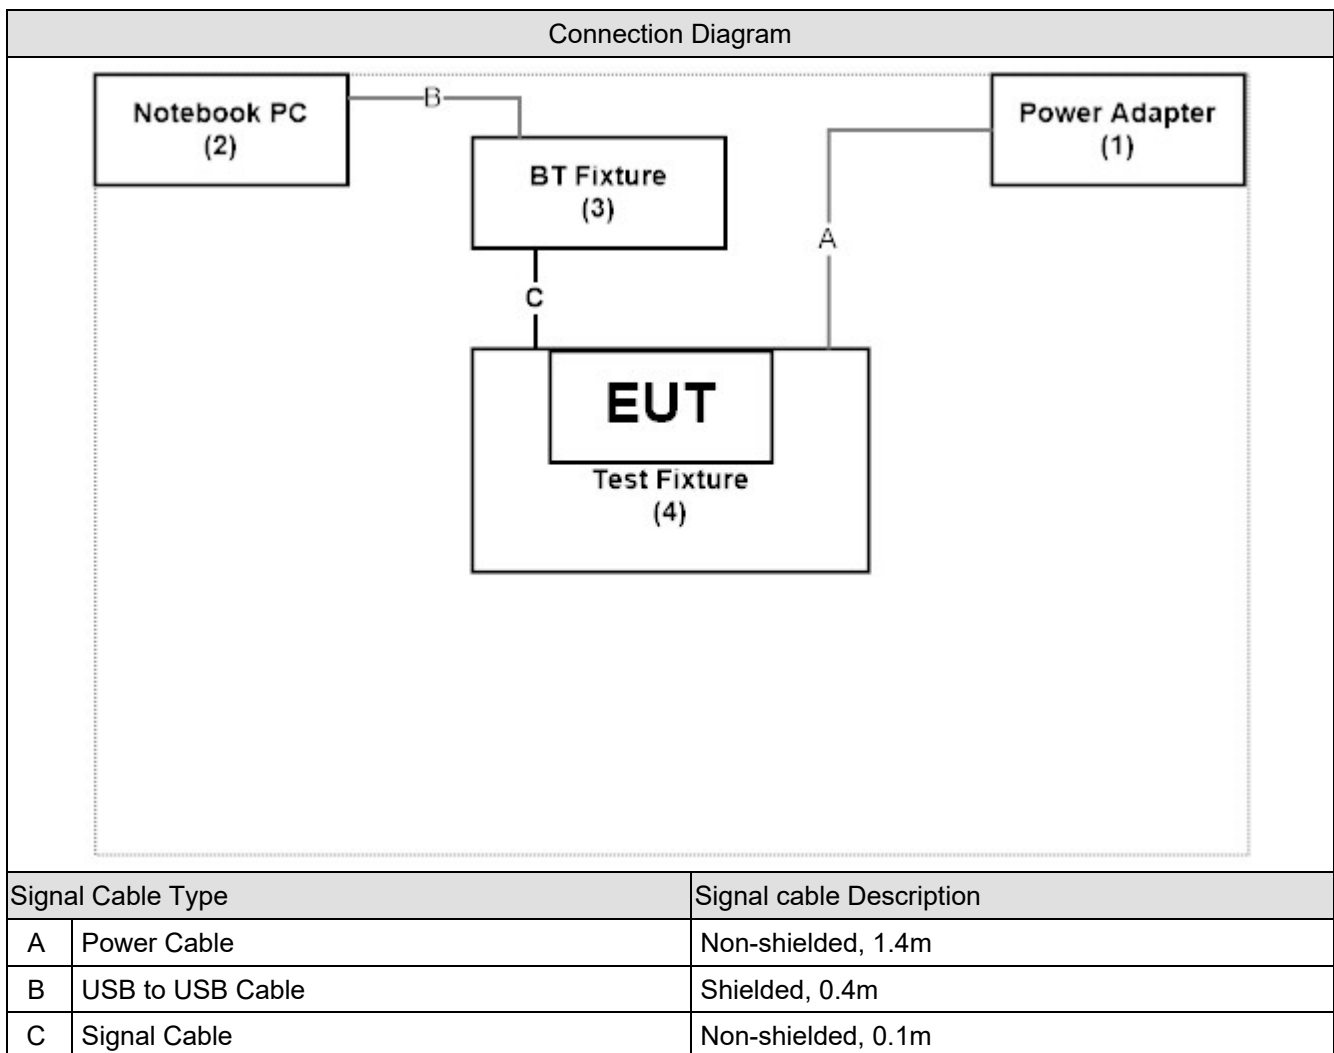 Connection Diagram
Notebook PC
(2)
B
Power Adapter
(1)
BT Fixture
(3)
A
C
EUT
Test Fixture
(4)
Signal Cable Type Signal cable Description
A Power Cable Non-shielded, 1.4m
B USB to USB Cable Shielded, 0.4m
C Signal Cable Non-shielded, 0.1m